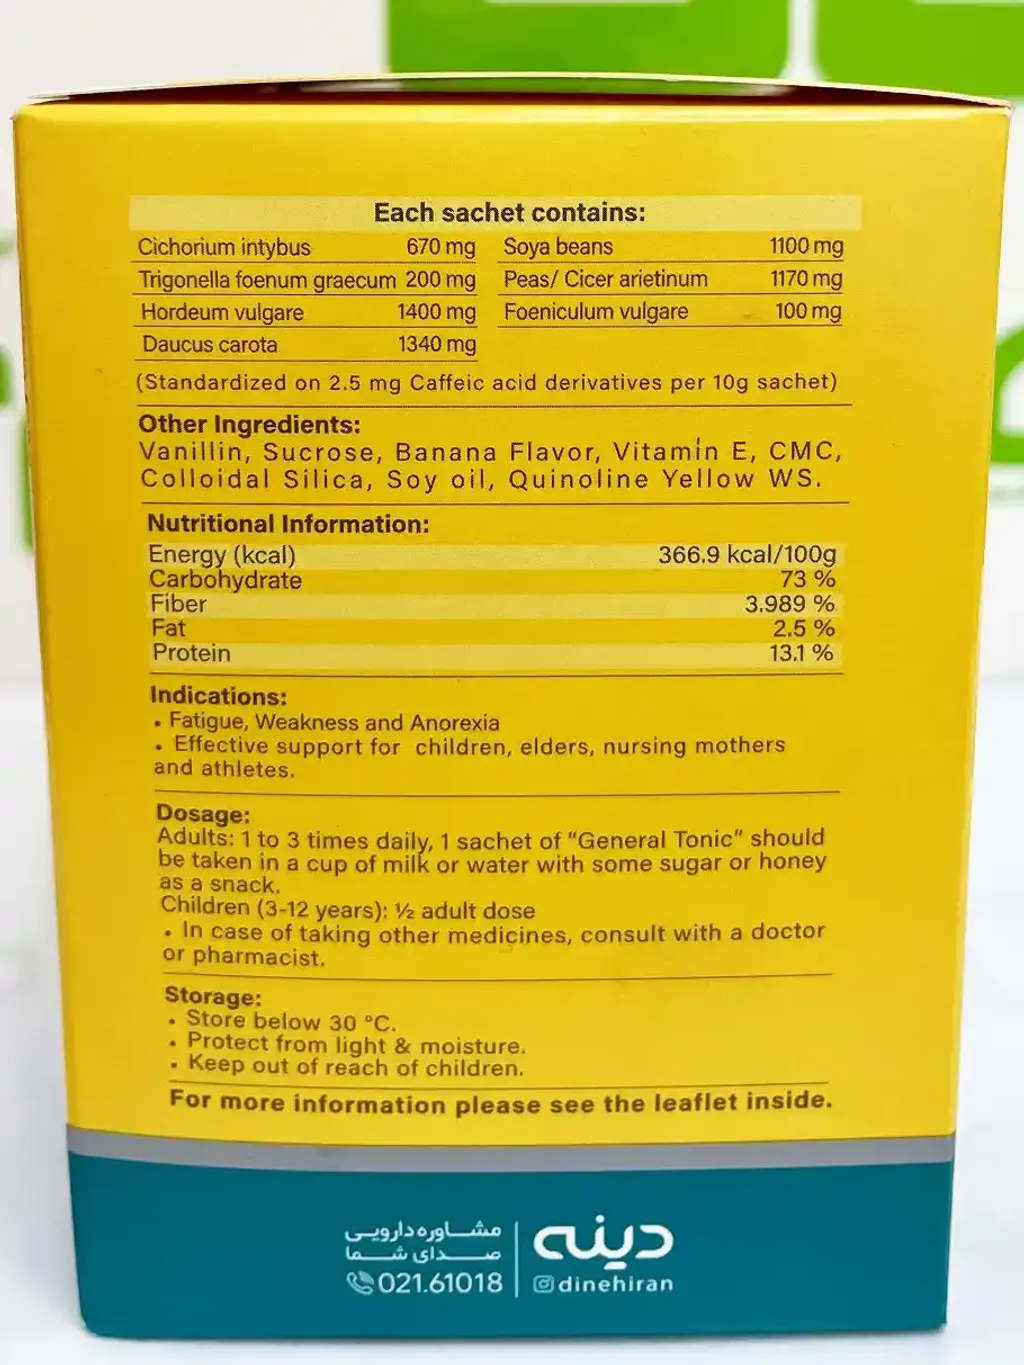 Each sachet contains:
Cichorium intybus 670 mg Soya beans 1100 mg
Trigonella foenum graecum 200 mg Peas/ Cicer arietinum 1170 mg
Hordeum vulgare 1400 mg Foeniculum vulgare 100 mg
Daucus carota 1340 mg
(Standardized on 2.5 mg Caffeic acid derivatives per 10g sachet)
Other Ingredients:
Vanillin, Sucrose, Banana Flavor, Vitamin E, CMC,
Colloidal Silica, Soy oil, Quinoline Yellow WS.
Nutritional Information:
Energy (kcal) 366.9 kcal/100g
Carbohydrate 73 %
Fiber 3.989 %
Fat 2.5 %
Protein 13.1 %
Indications:
• Fatigue, Weakness and Anorexia
• Effective support for children, elders, nursing mothers
and athletes.
Dosage:
Adults: 1 to 3 times daily, 1 sachet of “General Tonic” should
be taken in a cup of milk or water with some sugar or honey
as a snack.
Children (3-12 years): ½ adult dose
• In case of taking other medicines, consult with a doctor
or pharmacist.
Storage:
• Store below 30 °C.
• Protect from light & moisture.
• Keep out of reach of children.
For more information please see the leaflet inside.
مشاوره دارویی
صدای شما
021.61018
دینه
dinehiran